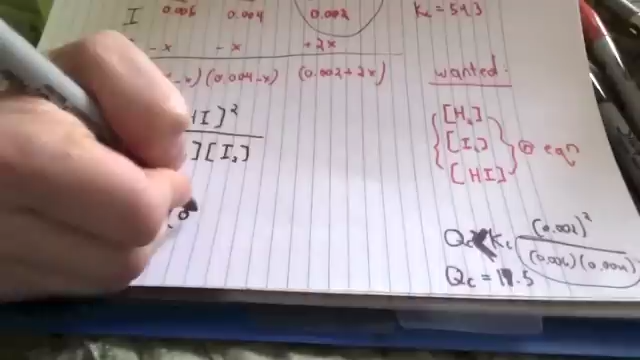 I 0.006 0.004 0.002 Kc = 54.3
- x - x + 2x
- x) (0.004 - x) (0.002 + 2x)
wanted:
HI]²
] [I₂]
[H₂]
[I₂] @ eqn
[HI]
(0
Qc < Kc (0.002)²
(0.006)(0.004)
Qc = .5